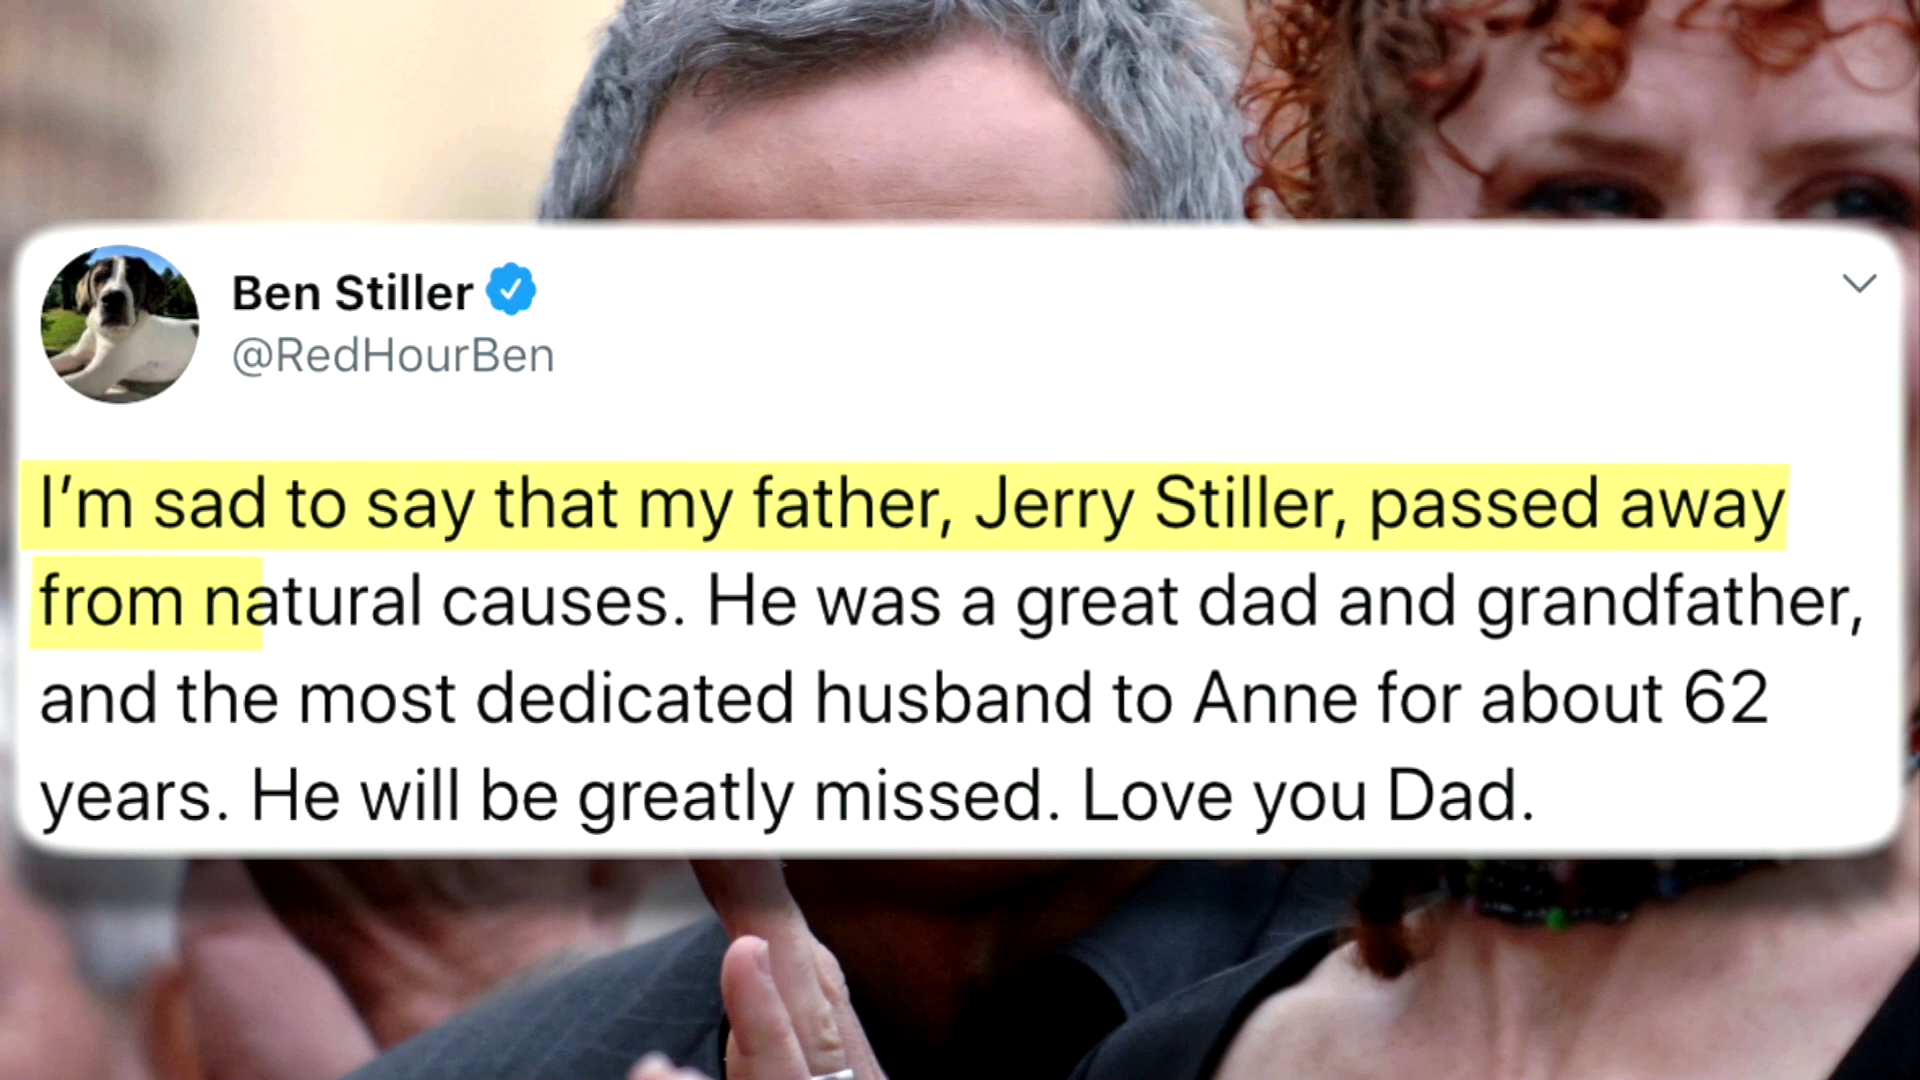 Ben Stiller
@RedHourBen
I’m sad to say that my father, Jerry Stiller, passed away
from natural causes. He was a great dad and grandfather,
and the most dedicated husband to Anne for about 62
years. He will be greatly missed. Love you Dad.